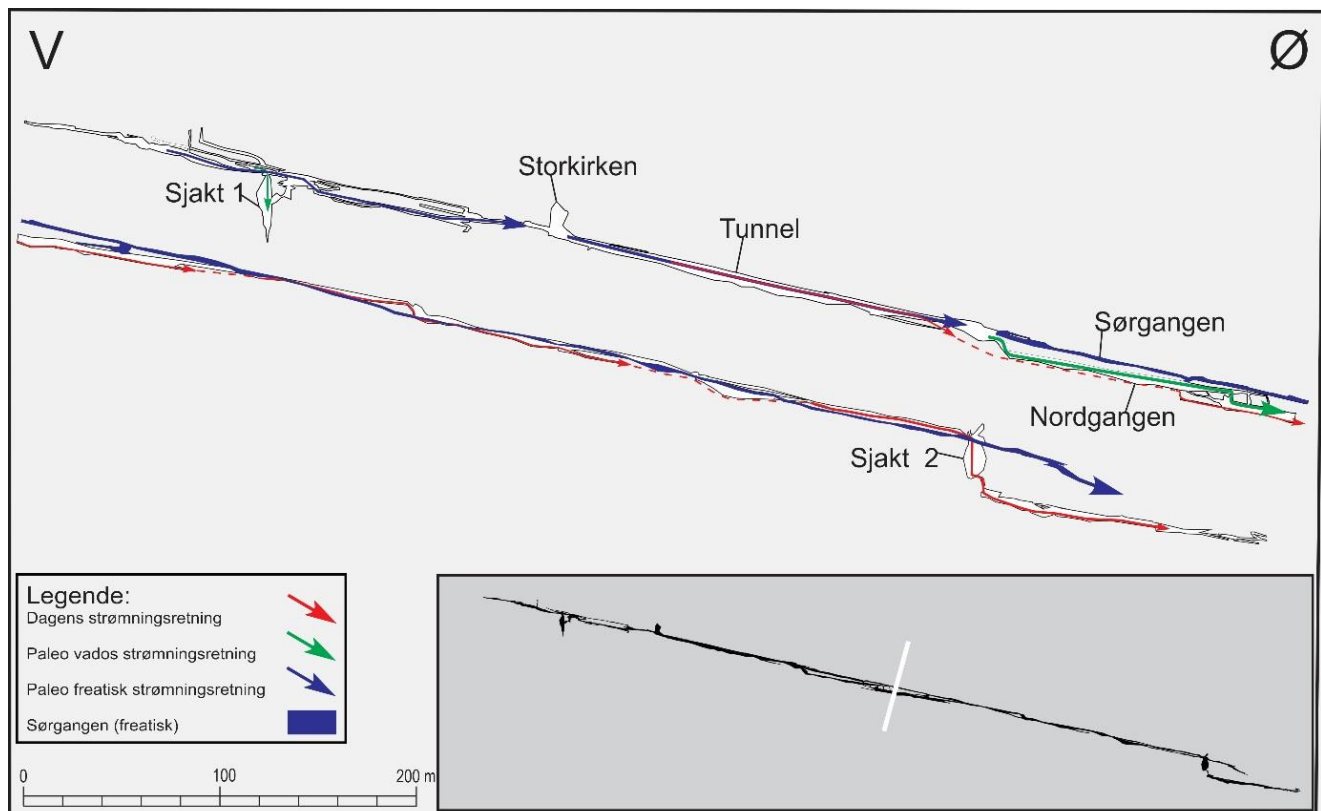 V
Ø
Storkirken
Sjakt 1
Tunnel
Sørgangen
Nordgangen
Sjakt 2
Legende:
Dagens strømningsretning
Paleo vados strømningsretning
Paleo freatisk strømningsretning
Sørgangen (freatisk)
0 100 200 m